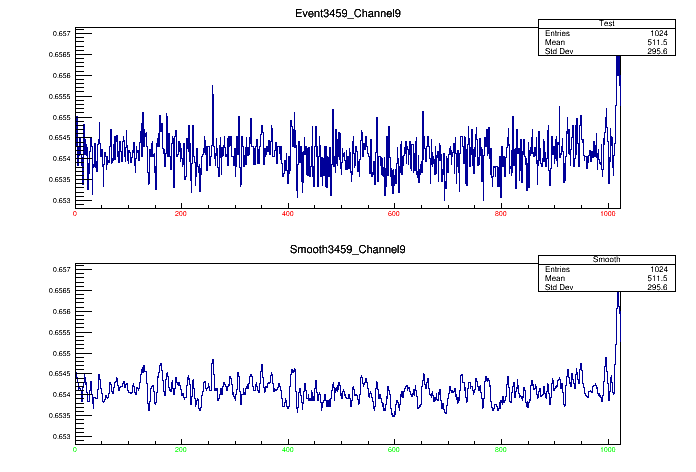 Event3459_Channel9
Test
Entries 1024
Mean 511.5
Std Dev 295.6
0.657
0.6565
0.656
0.6555
0.655
0.6545
0.654
0.6535
0.653
0 200 400 600 800 1000
Smooth3459_Channel9
Smooth
Entries 1024
Mean 511.5
Std Dev 295.6
0.657
0.6565
0.656
0.6555
0.655
0.6545
0.654
0.6535
0.653
0 200 400 600 800 1000